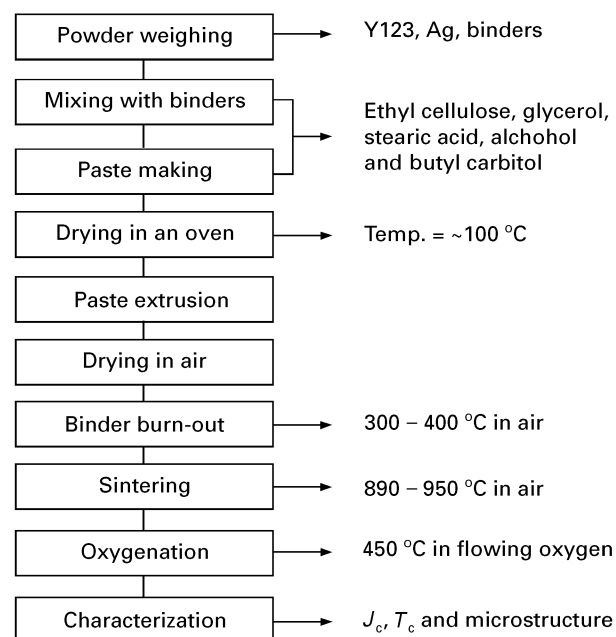 Powder weighing
Y123, Ag, binders
Mixing with binders
Ethyl cellulose, glycerol,
stearic acid, alchohol
and butyl carbitol
Paste making
Drying in an oven
Temp. = ~100 °C
Paste extrusion
Drying in air
Binder burn-out
300 – 400 °C in air
Sintering
890 – 950 °C in air
Oxygenation
450 °C in flowing oxygen
Characterization
Jc, Tc and microstructure